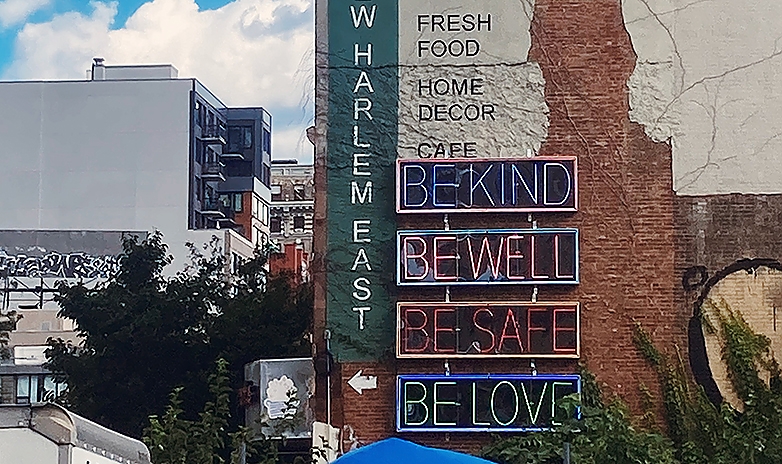 W HARLEM EAST
FRESH
FOOD
HOME
DECOR
CAFE
BE KIND
BE WELL
BE SAFE
BE LOVE